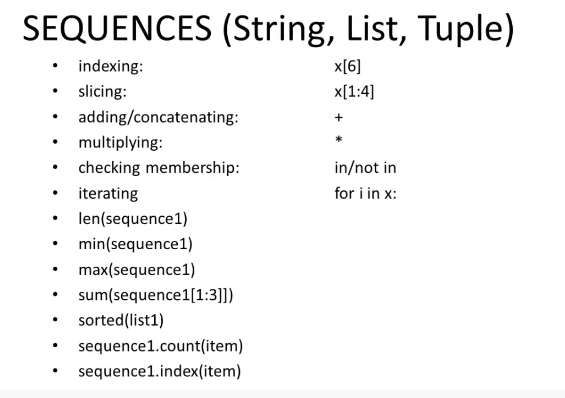 SEQUENCES (String, List, Tuple)
• indexing: x[6]
• slicing: x[1:4]
• adding/concatenating: +
• multiplying: *
• checking membership: in/not in
• iterating for i in x:
• len(sequence1)
• min(sequence1)
• max(sequence1)
• sum(sequence1[1:3]])
• sorted(list1)
• sequence1.count(item)
• sequence1.index(item)